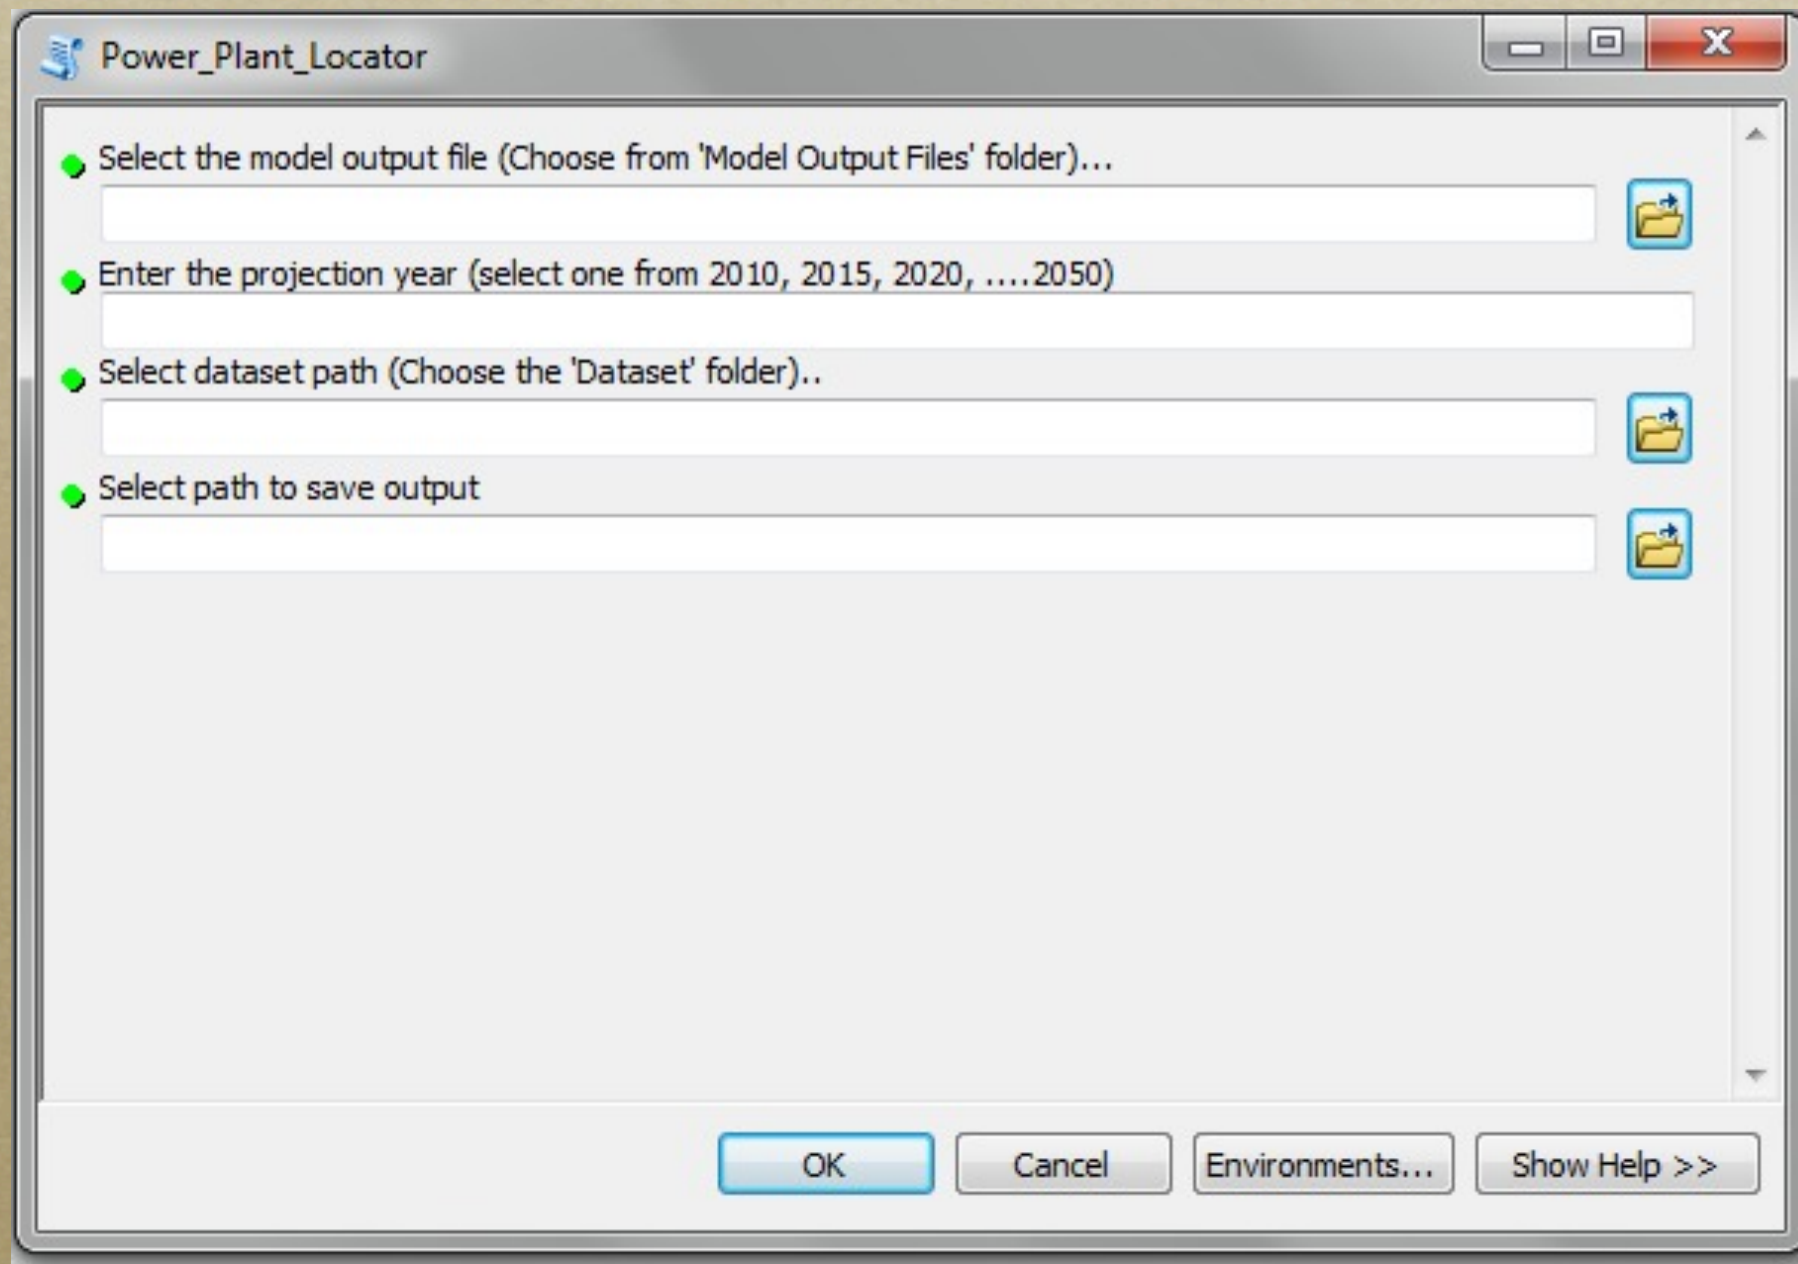 Power_Plant_Locator
Select the model output file (Choose from 'Model Output Files' folder)...
Enter the projection year (select one from 2010, 2015, 2020, ....2050)
Select dataset path (Choose the 'Dataset' folder)..
Select path to save output
OK Cancel Environments... Show Help >>